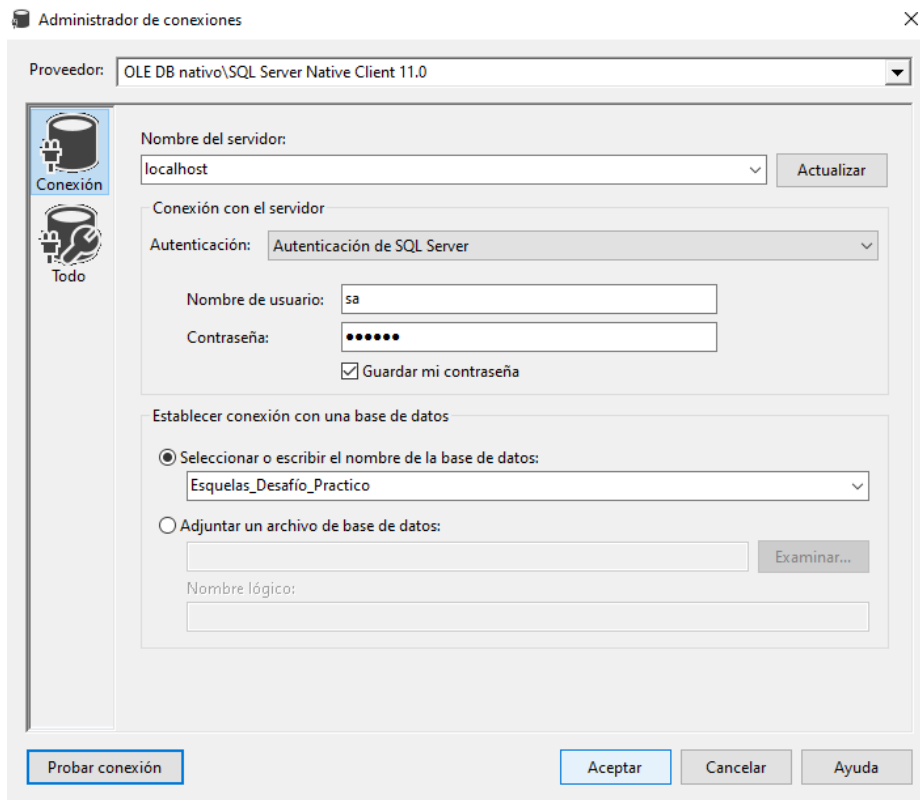 Administrador de conexiones
Proveedor: OLE DB nativo\SQL Server Native Client 11.0
Conexión
Todo
Nombre del servidor:
localhost
Actualizar
Conexión con el servidor
Autenticación: Autenticación de SQL Server
Nombre de usuario: sa
Contraseña: ••••••
Guardar mi contraseña
Establecer conexión con una base de datos
Seleccionar o escribir el nombre de la base de datos:
Esquelas_Desafío_Practico
Adjuntar un archivo de base de datos:
Examinar...
Nombre lógico:
Probar conexión Aceptar Cancelar Ayuda